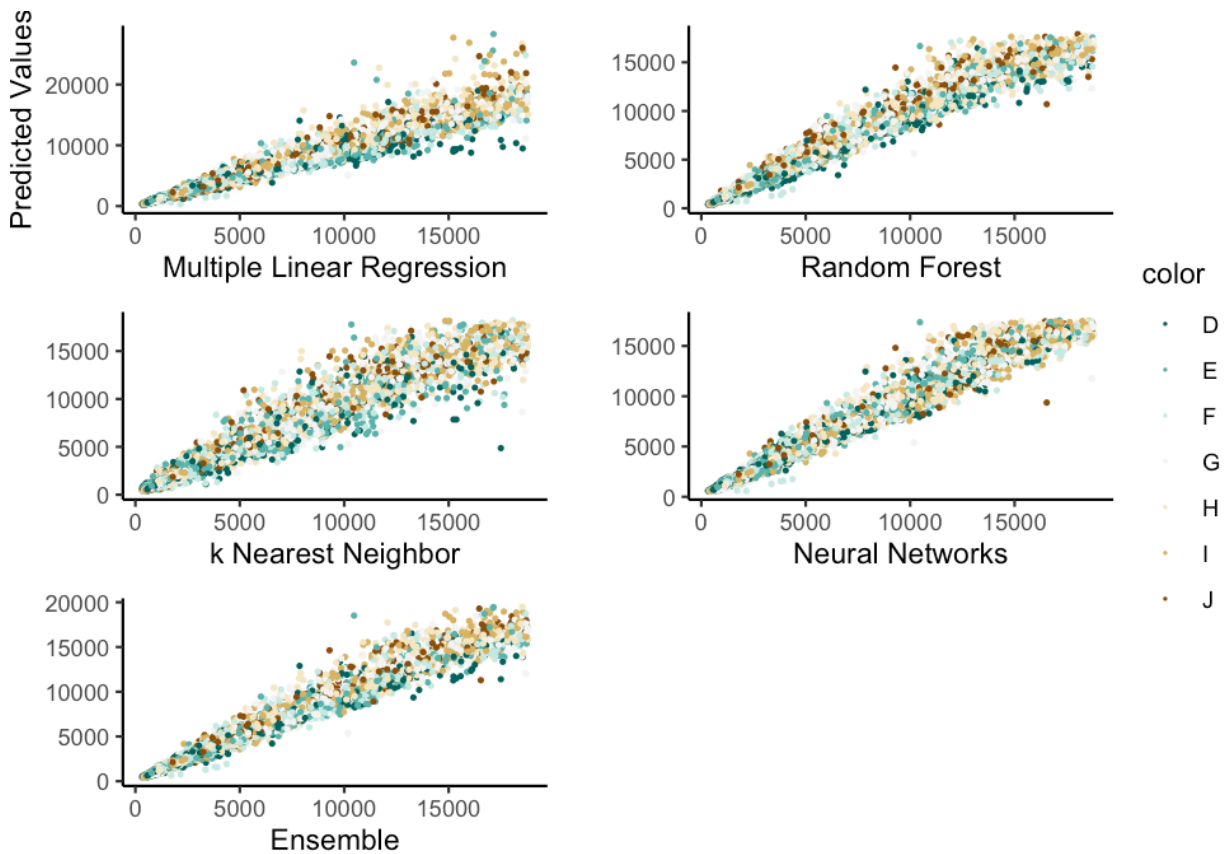 Predicted Values
20000
10000
0
0 5000 10000 15000
Multiple Linear Regression
15000
10000
5000
0
0 5000 10000 15000
Random Forest
15000
10000
5000
0
0 5000 10000 15000
k Nearest Neighbor
15000
10000
5000
0
0 5000 10000 15000
Neural Networks
20000
15000
10000
5000
0
0 5000 10000 15000
Ensemble
color
D
E
F
G
H
I
J